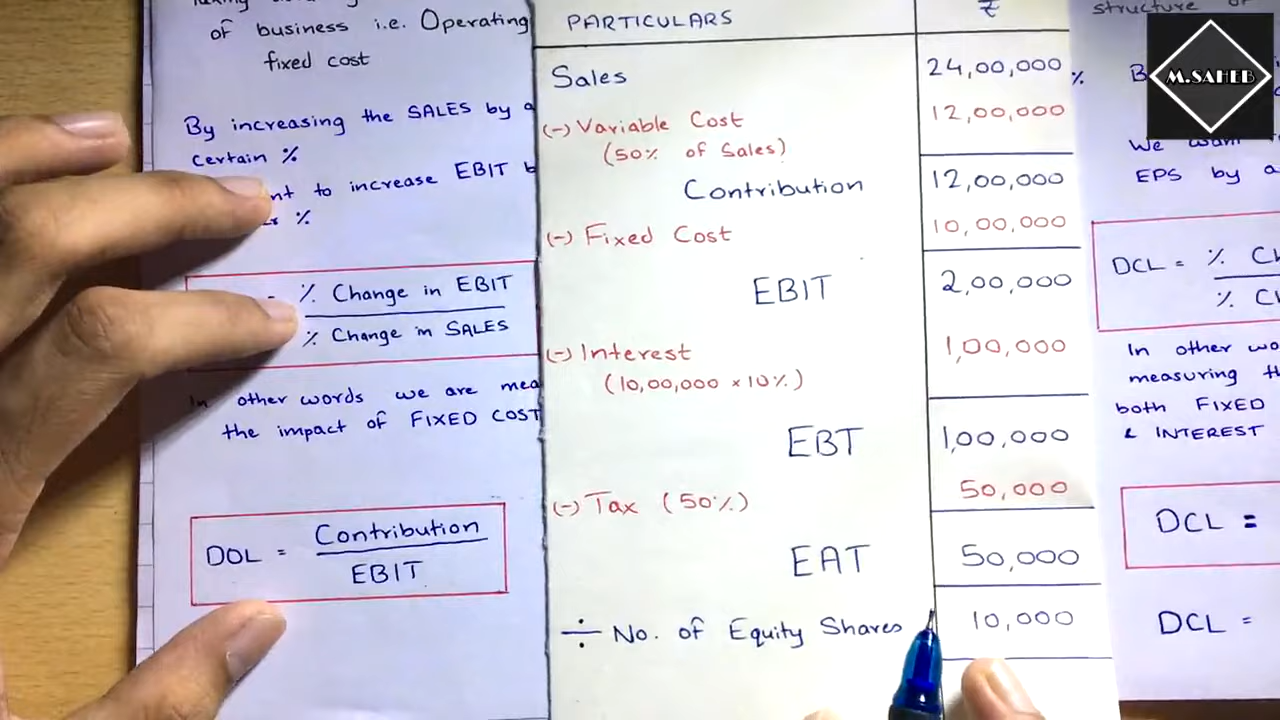 of business i.e. Operating
fixed cost
By increasing the SALES by a
certain %
to increase EBIT
%
% Change in EBIT
% Change in SALES
In other words we are
the impact of FIXED COST
DOL = Contribution
EBIT
PARTICULARS ₹
Sales 24,00,000
(-) Variable Cost 12,00,000
(50% of Sales)
Contribution 12,00,000
(-) Fixed Cost 10,00,000
EBIT 2,00,000
(-) Interest 1,00,000
(10,00,000 x 10%)
EBT 1,00,000
(-) Tax (50%) 50,000
EAT 50,000
÷ No. of Equity Shares 10,000
structure of
%
M.SAHEB
We want
EPS by a
DCL = %
%
In other
measuring
both FIXED
& INTEREST
DCL =
DCL =